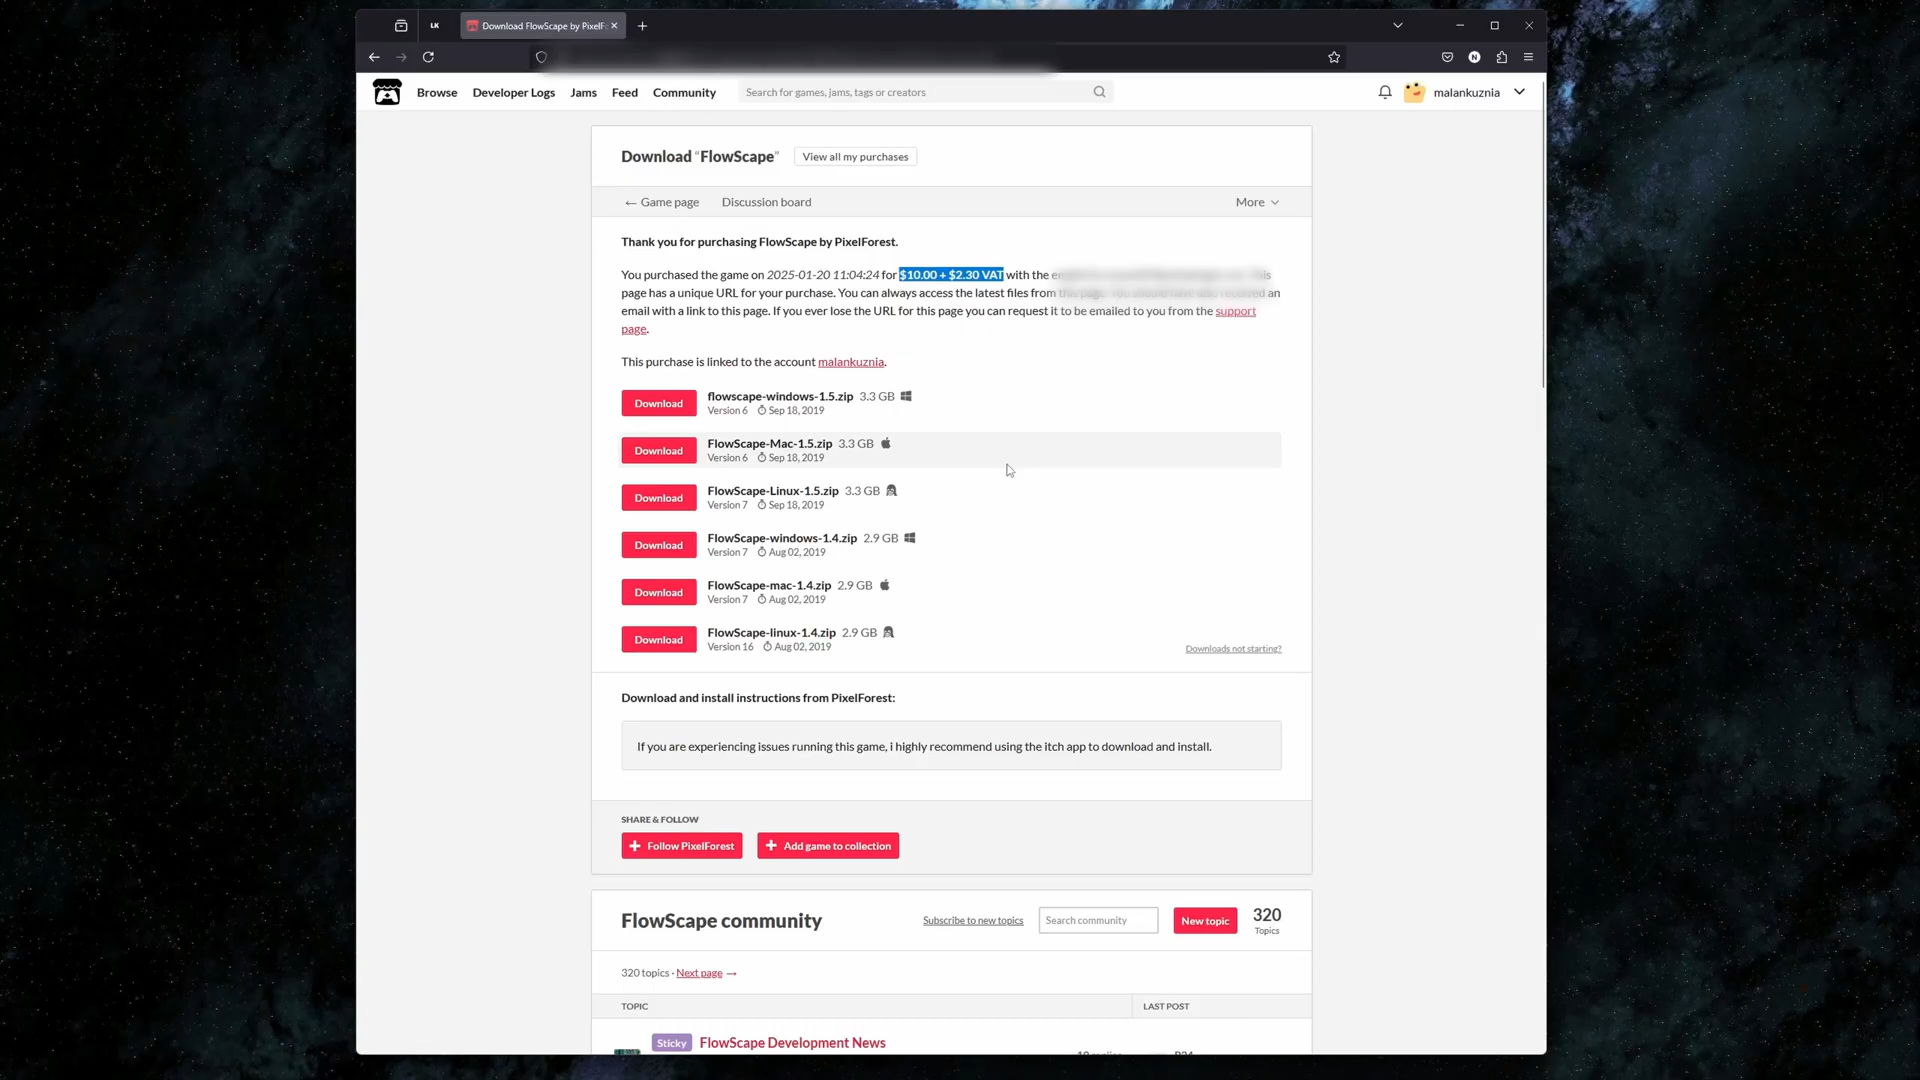 LK
Download FlowScape by PixelF
Browse Developer Logs Jams Feed Community Search for games, jams, tags or creators malankuznia
Download “FlowScape” View all my purchases
← Game page Discussion board More
Thank you for purchasing FlowScape by PixelForest.
You purchased the game on 2025-01-20 11:04:24 for $10.00 + $2.30 VAT with the
page has a unique URL for your purchase. You can always access the latest files from an
email with a link to this page. If you ever lose the URL for this page you can request it to be emailed to you from the support
page.
This purchase is linked to the account malankuznia.
Download flowscape-windows-1.5.zip 3.3 GB
Version 6 Sep 18, 2019
Download FlowScape-Mac-1.5.zip 3.3 GB
Version 6 Sep 18, 2019
Download FlowScape-Linux-1.5.zip 3.3 GB
Version 7 Sep 18, 2019
Download FlowScape-windows-1.4.zip 2.9 GB
Version 7 Aug 02, 2019
Download FlowScape-mac-1.4.zip 2.9 GB
Version 7 Aug 02, 2019
Download FlowScape-linux-1.4.zip 2.9 GB
Version 16 Aug 02, 2019
Downloads not starting?
Download and install instructions from PixelForest:
If you are experiencing issues running this game, i highly recommend using the itch app to download and install.
SHARE & FOLLOW
Follow PixelForest Add game to collection
FlowScape community Subscribe to new topics Search community New topic 320 Topics
320 topics · Next page →
TOPIC LAST POST
Sticky FlowScape Development News